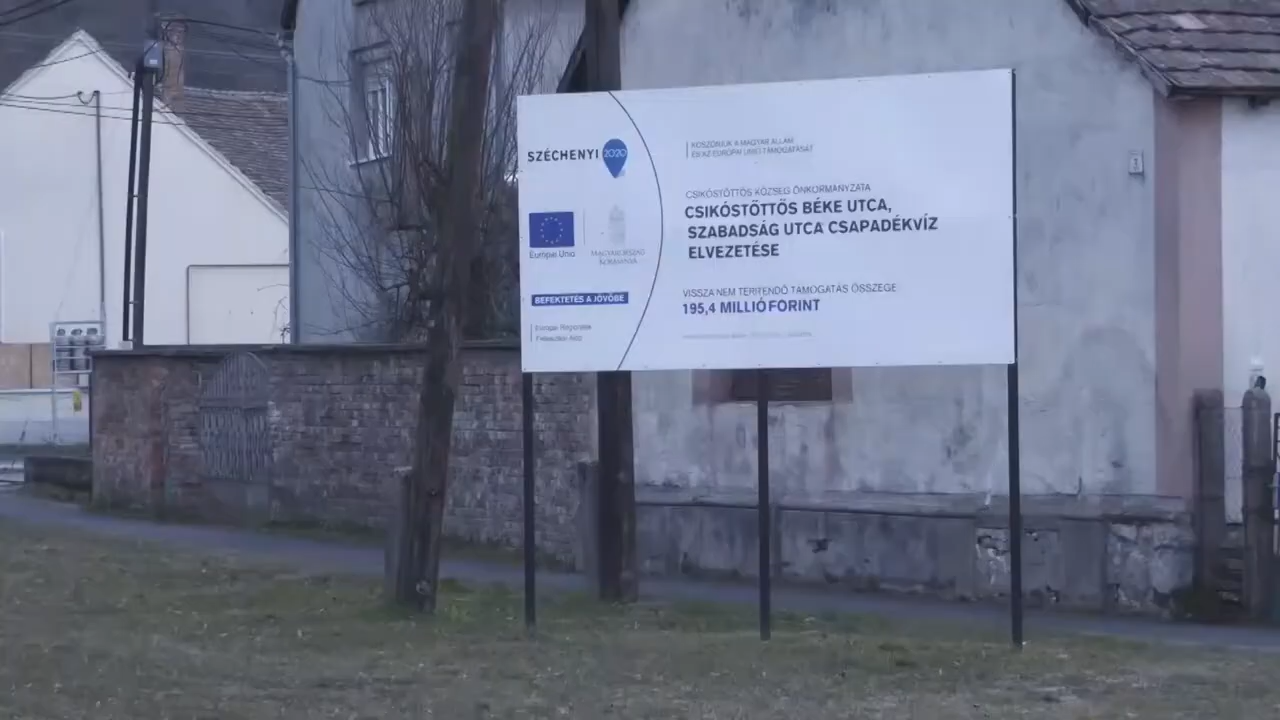 SZÉCHENYI 2020
Európai Unió
MAGYARORSZÁG
KORMÁNYA
BEFEKTETÉS A JÖVŐBE
Európai Regionális
Fejlesztési Alap
KÖSZÖNJÜK A MAGYAR ÁLLAM
ÉS AZ EURÓPAI UNIÓ TÁMOGATÁSÁT
CSIKÓSTŐTTŐS KÖZSÉG ÖNKORMÁNYZATA
CSIKÓSTŐTTŐS BÉKE UTCA,
SZABADSÁG UTCA CSAPADÉKVÍZ
ELVEZETÉSE
VISSZA NEM TÉRÍTENDŐ TÁMOGATÁS ÖSSZEGE
195,4 MILLIÓ FORINT